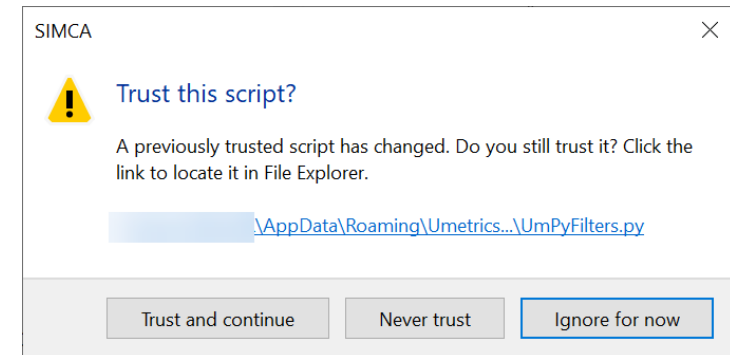 SIMCA
Trust this script?
A previously trusted script has changed. Do you still trust it? Click the
link to locate it in File Explorer.
\AppData\Roaming\Umetrics...\UmPyFilters.py
Trust and continue
Never trust
Ignore for now